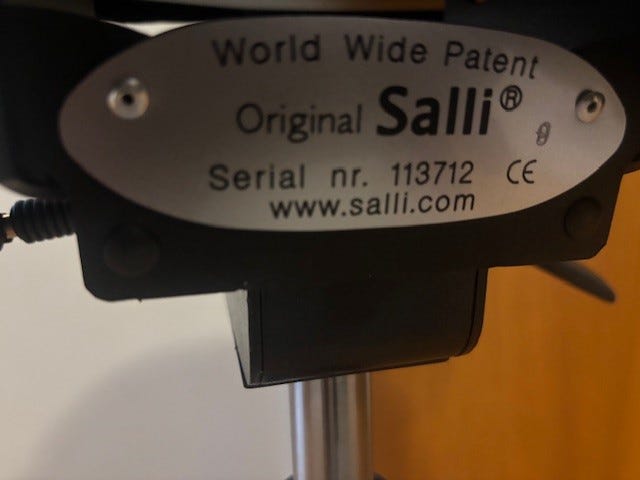 World Wide Patent
Original Salli®
Serial nr. 113712 CE
www.salli.com